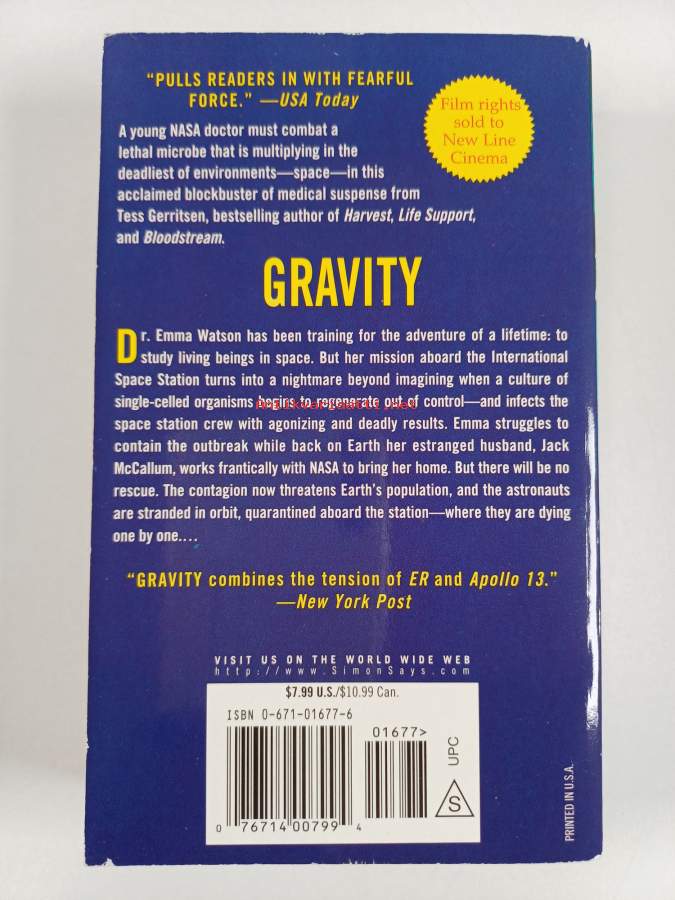 “PULLS READERS IN WITH FEARFUL
FORCE.” —USA Today
Film rights
sold to
New Line
Cinema
A young NASA doctor must combat a
lethal microbe that is multiplying in the
deadliest of environments—space—in this
acclaimed blockbuster of medical suspense from
Tess Gerritsen, bestselling author of Harvest, Life Support,
and Bloodstream.
GRAVITY
Dr. Emma Watson has been training for the adventure of a lifetime: to
study living beings in space. But her mission aboard the International
Space Station turns into a nightmare beyond imagining when a culture of
single-celled organisms begins to regenerate out of control—and infects the
space station crew with agonizing and deadly results. Emma struggles to
contain the outbreak while back on Earth her estranged husband, Jack
McCallum, works frantically with NASA to bring her home. But there will be no
rescue. The contagion now threatens Earth’s population, and the astronauts
are stranded in orbit, quarantined aboard the station—where they are dying
one by one....
“GRAVITY combines the tension of ER and Apollo 13.”
—New York Post
VISIT US ON THE WORLD WIDE WEB
http://www.SimonSays.com
$7.99 U.S./$10.99 Can.
ISBN 0-671-01677-6
01677>
UPC
S
0 76714 00799 4
PRINTED IN U.S.A.